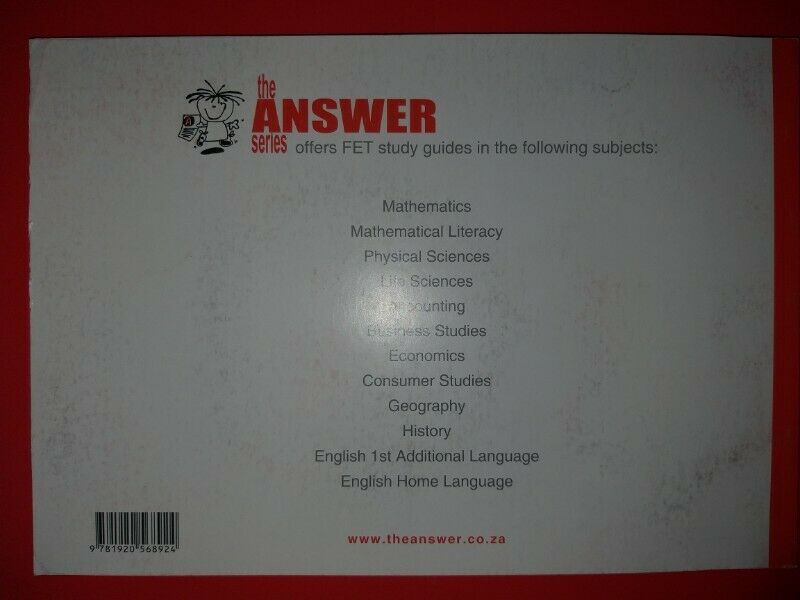 the
ANSWER
series offers FET study guides in the following subjects:
Mathematics
Mathematical Literacy
Physical Sciences
Life Sciences
Accounting
Business Studies
Economics
Consumer Studies
Geography
History
English 1st Additional Language
English Home Language
www.theanswer.co.za
9 781920 568924